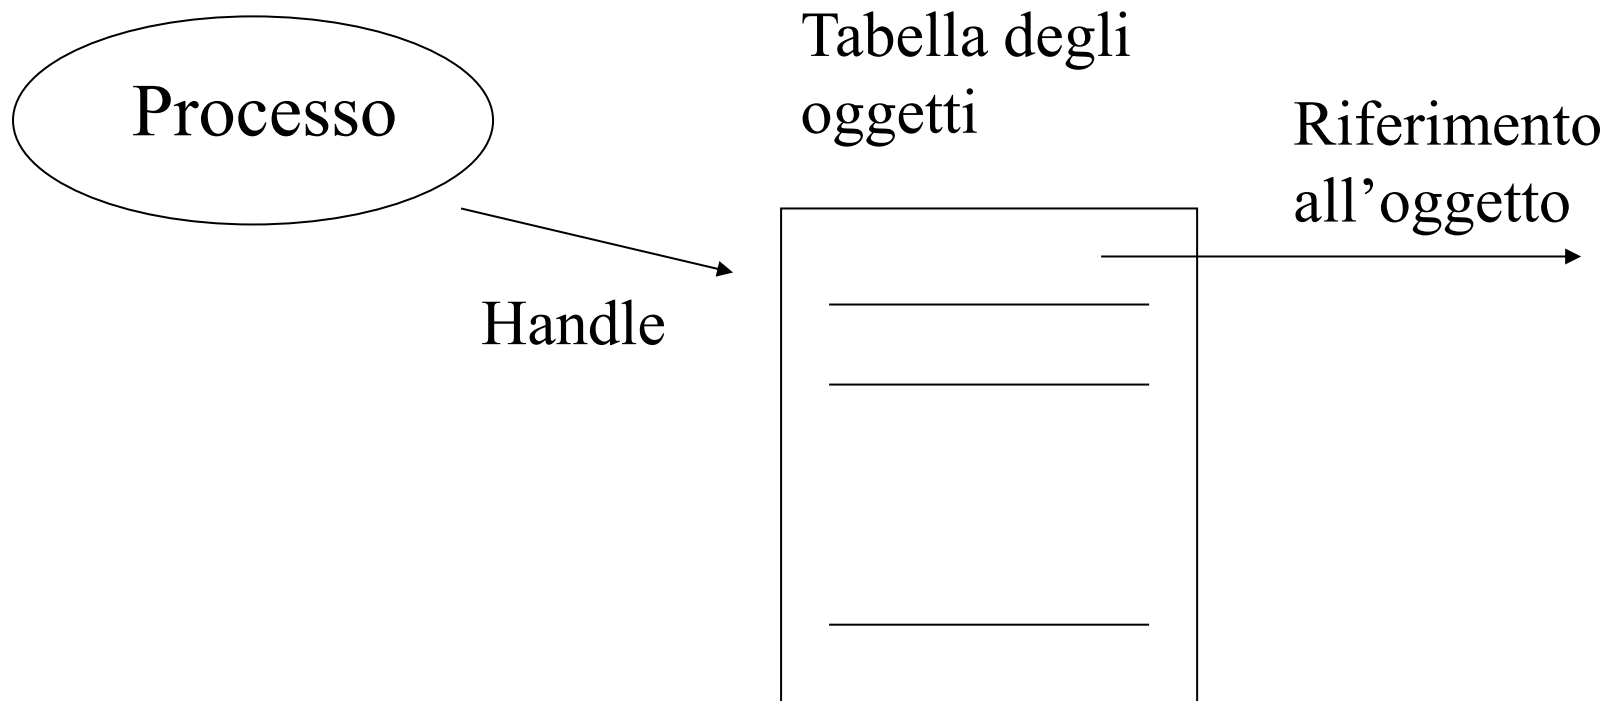 Processo
Tabella degli
oggetti
Riferimento
all’oggetto
Handle